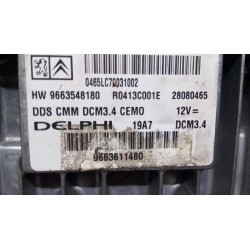 0465LC70031002
HW 9663548180 R0413C001E 28080465
DDS CMM DCM3.4 CEMO 12V=
DELPHI 19A7 DCM3.4
9663611480